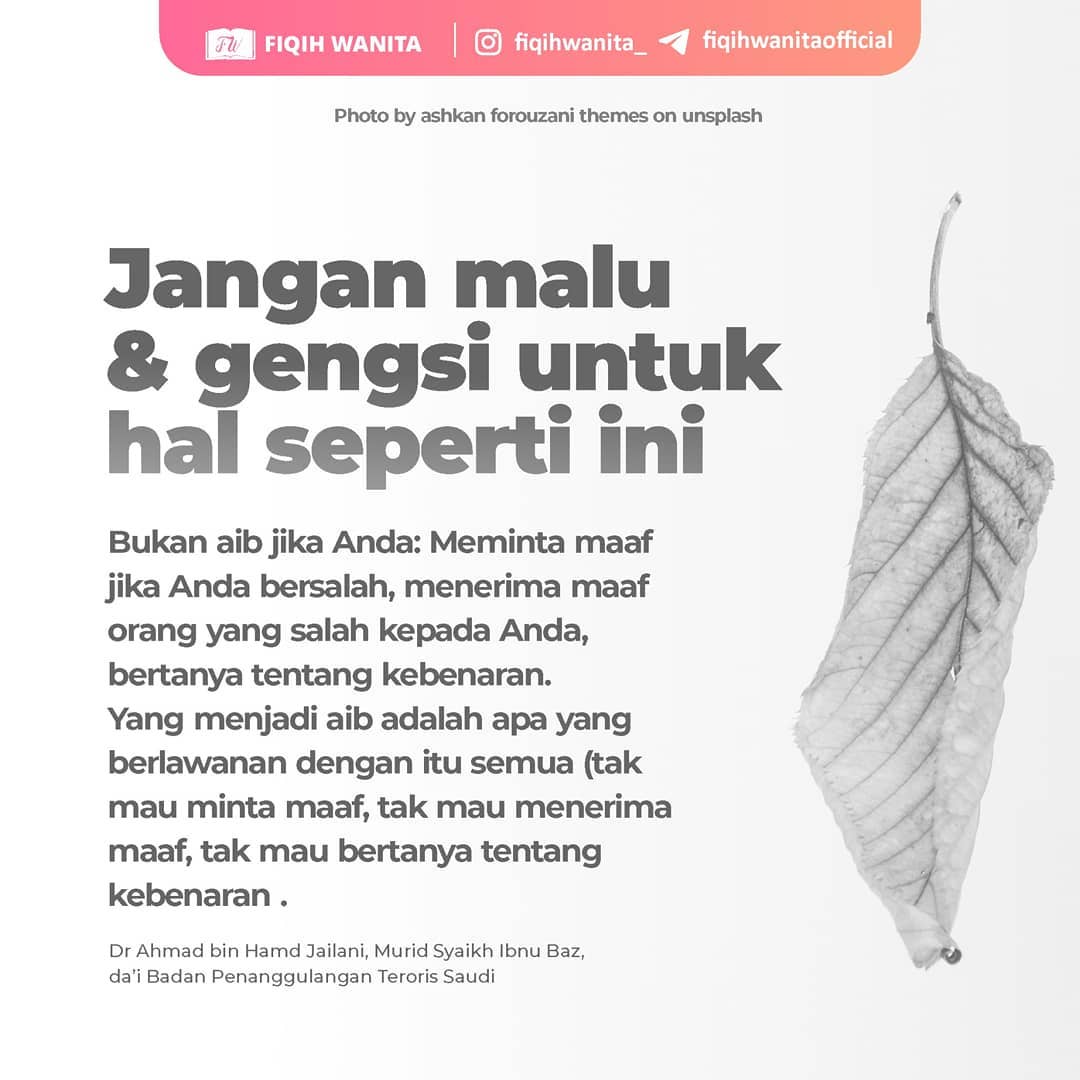 FW FIQIH WANITA fiqihwanita_ fiqihwanitaofficial
Photo by ashkan forouzani themes on unsplash
Jangan malu
& gengsi untuk
hal seperti ini
Bukan aib jika Anda: Meminta maaf
jika Anda bersalah, menerima maaf
orang yang salah kepada Anda,
bertanya tentang kebenaran.
Yang menjadi aib adalah apa yang
berlawanan dengan itu semua (tak
mau minta maaf, tak mau menerima
maaf, tak mau bertanya tentang
kebenaran .
Dr Ahmad bin Hamd Jailani, Murid Syaikh Ibnu Baz,
da'i Badan Penanggulangan Teroris Saudi